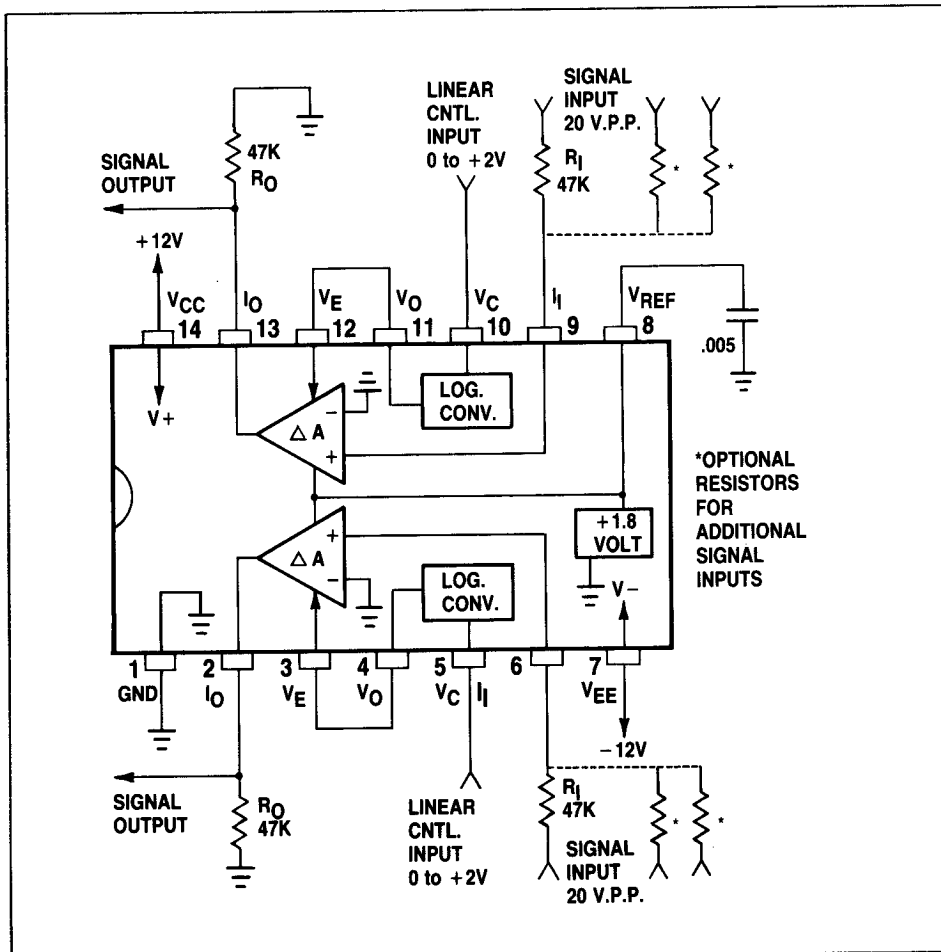 LINEAR
CNTL.
INPUT
0 to +2V
SIGNAL
INPUT
20 V.P.P.
*
*
47K
RO
RI
47K
SIGNAL
OUTPUT
+12V
VCC
IO
VE
VO
VC
II
VREF
14
13
12
11
10
9
8
.005
V+
LOG.
CONV.
−
△ A
+
*OPTIONAL
RESISTORS
FOR
ADDITIONAL
SIGNAL
INPUTS
+1.8
VOLT
+
△ A
−
LOG.
CONV.
V−
1
2
3
4
5
6
7
GND
IO
VE
VO
VC
II
VEE
−12V
SIGNAL
OUTPUT
RO
47K
LINEAR
CNTL.
INPUT
0 to +2V
RI
47K
*
*
SIGNAL
INPUT
20 V.P.P.